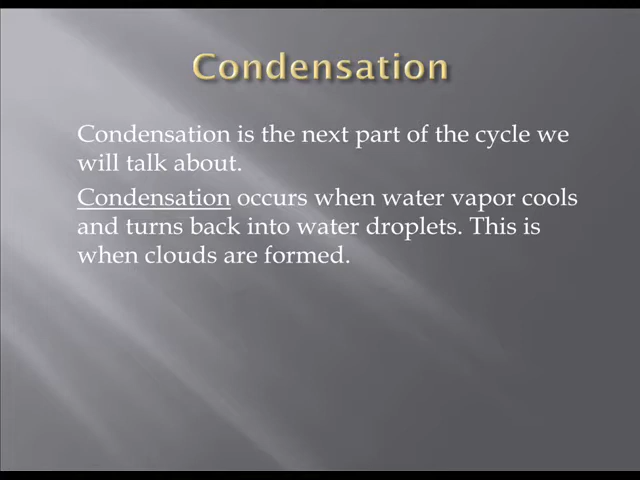 Condensation
Condensation is the next part of the cycle we
will talk about.
Condensation occurs when water vapor cools
and turns back into water droplets. This is
when clouds are formed.